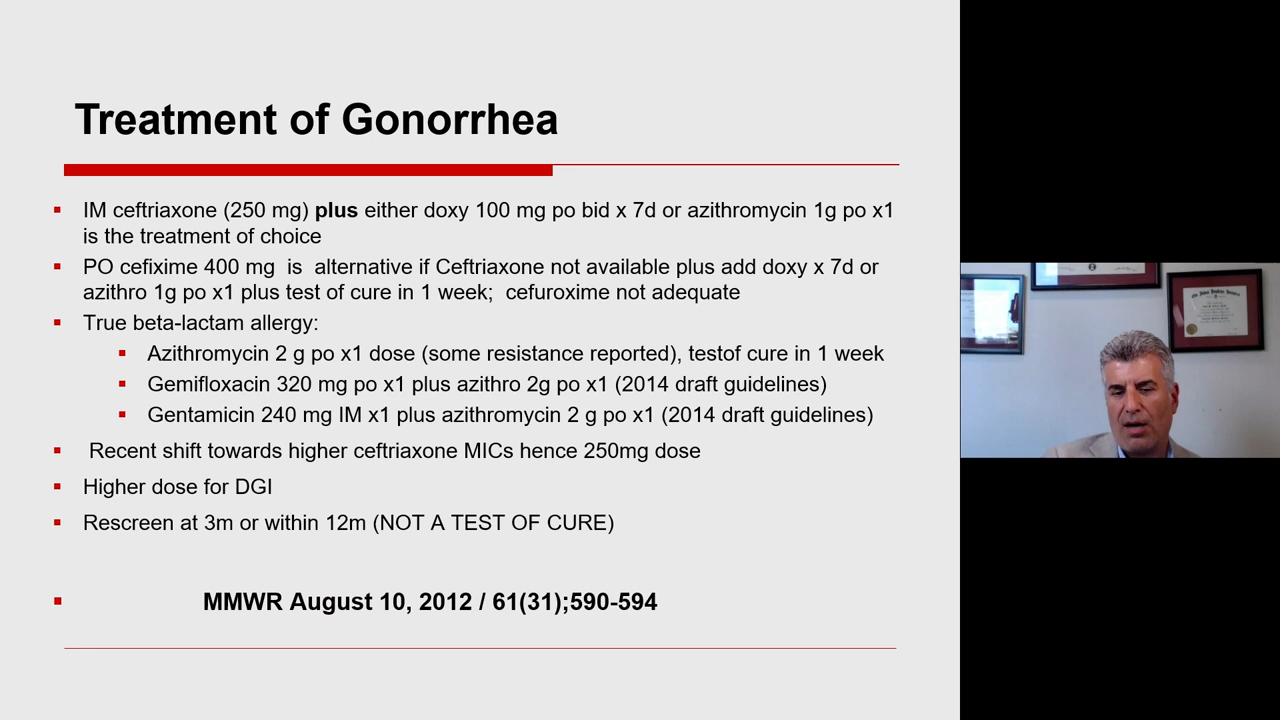 Treatment of Gonorrhea
IM ceftriaxone (250 mg) plus either doxy 100 mg po bid x 7d or azithromycin 1g po x1
is the treatment of choice
PO cefixime 400 mg is alternative if Ceftriaxone not available plus add doxy x 7d or
azithro 1g po x1 plus test of cure in 1 week; cefuroxime not adequate
True beta-lactam allergy:
Azithromycin 2 g po x1 dose (some resistance reported), testof cure in 1 week
Gemifloxacin 320 mg po x1 plus azithro 2g po x1 (2014 draft guidelines)
Gentamicin 240 mg IM x1 plus azithromycin 2 g po x1 (2014 draft guidelines)
Recent shift towards higher ceftriaxone MICs hence 250mg dose
Higher dose for DGI
Rescreen at 3m or within 12m (NOT A TEST OF CURE)
MMWR August 10, 2012 / 61(31);590-594